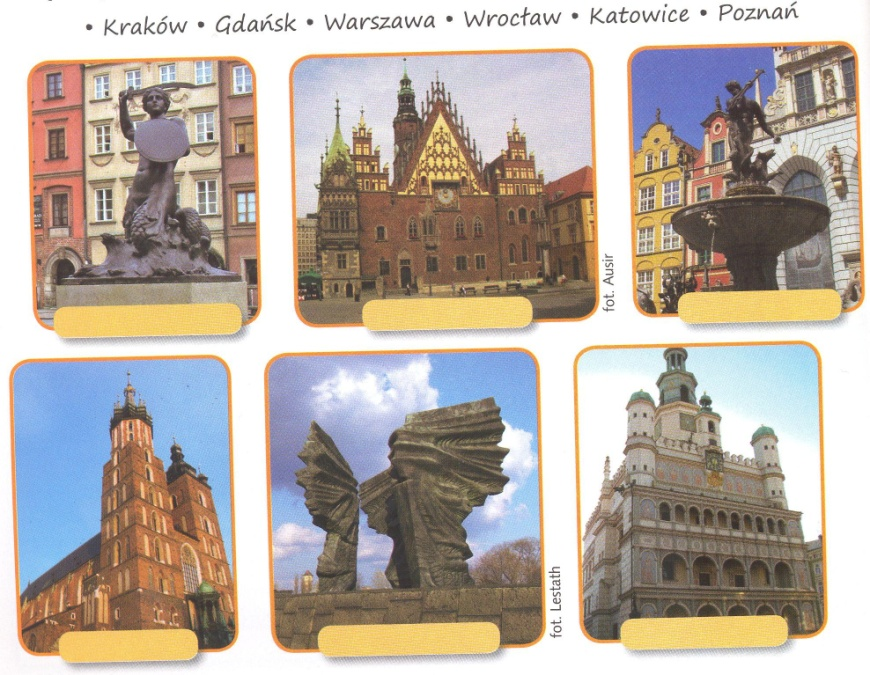 • Kraków • Gdańsk • Warszawa • Wrocław • Katowice • Poznań
fot. Ausir
fot. Lestath